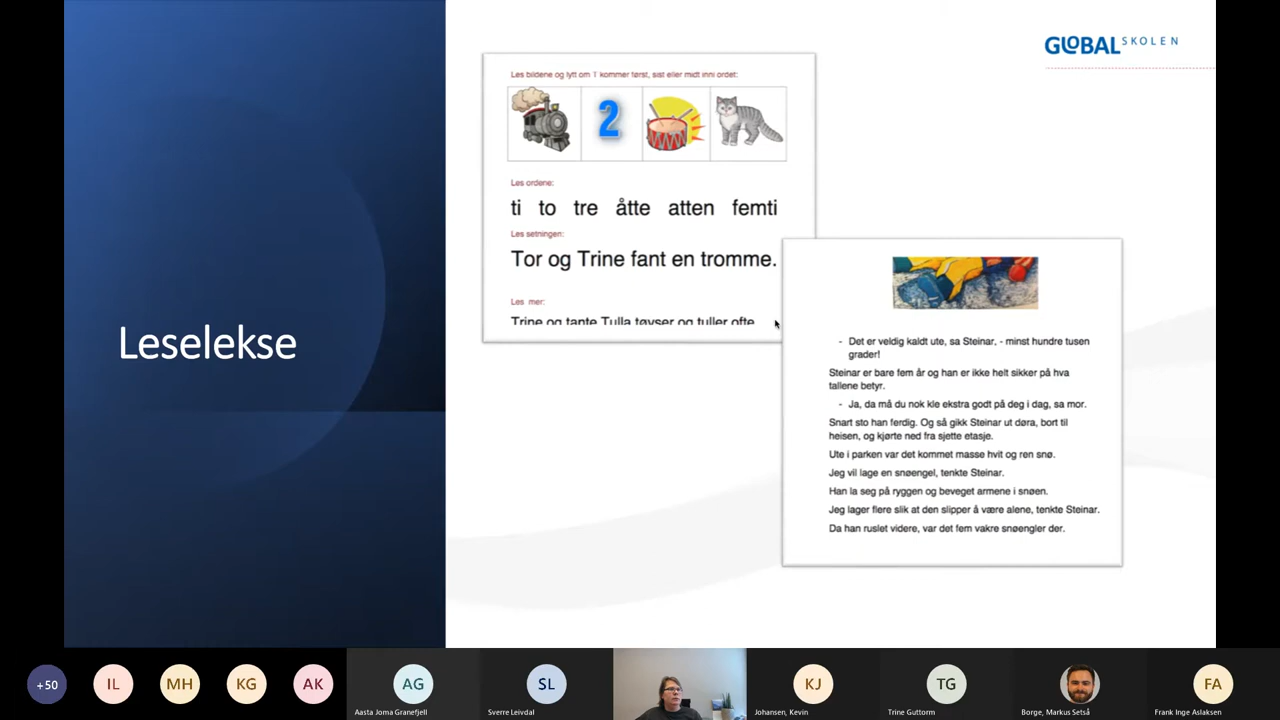 GLOBAL SKOLEN
Leselekse
Les bildene og lytt om T kommer først, sist eller midt inni ordet:
2
Les ordene:
ti to tre åtte atten femti
Les setningen:
Tor og Trine fant en tromme.
Les mer:
Trine og tante Tulla tøyser og tuller ofte
- Det er veldig kaldt ute, sa Steinar, - minst hundre tusen
grader!
Steinar er bare fem år og han er ikke helt sikker på hva
tallene betyr.
- Ja, da må du nok kle ekstra godt på deg i dag, sa mor.
Snart sto han ferdig. Og så gikk Steinar ut døra, bort til
heisen, og kjørte ned fra sjette etasje.
Ute i parken var det kommet masse hvit og ren snø.
Jeg vil lage en snøengel, tenkte Steinar.
Han la seg på ryggen og beveget armene i snøen.
Jeg lager flere slik at den slipper å være alene, tenkte Steinar.
Da han ruslet videre, var det fem vakre snøengler der.
+50
IL
MH
KG
AK
AG
Aasta Joma Granefjell
SL
Sverre Leivdal
KJ
Johansen, Kevin
TG
Trine Guttorm
Borge, Markus Setså
FA
Frank Inge Aslaksen